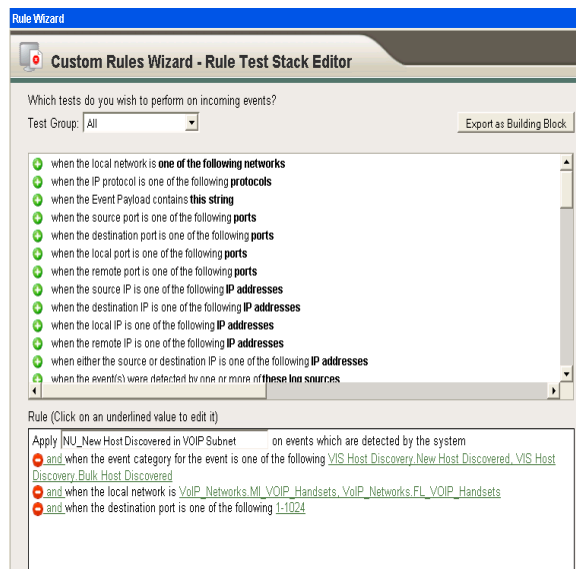 Rule Wizard
Custom Rules Wizard - Rule Test Stack Editor
Which tests do you wish to perform on incoming events?
Test Group: All
Export as Building Block
when the local network is one of the following networks
when the IP protocol is one of the following protocols
when the Event Payload contains this string
when the source port is one of the following ports
when the destination port is one of the following ports
when the local port is one of the following ports
when the remote port is one of the following ports
when the source IP is one of the following IP addresses
when the destination IP is one of the following IP addresses
when the local IP is one of the following IP addresses
when the remote IP is one of the following IP addresses
when either the source or destination IP is one of the following IP addresses
when the event(s) were detected by one or more of these log sources
Rule (Click on an underlined value to edit it)
Apply NU_New Host Discovered in VOIP Subnet on events which are detected by the system
and when the event category for the event is one of the following VIS Host Discovery.New Host Discovered, VIS Host
Discovery.Bulk Host Discovered
and when the local network is VoIP_Networks.MI_VOIP_Handsets, VoIP_Networks.FL_VOIP_Handsets
and when the destination port is one of the following 1-1024